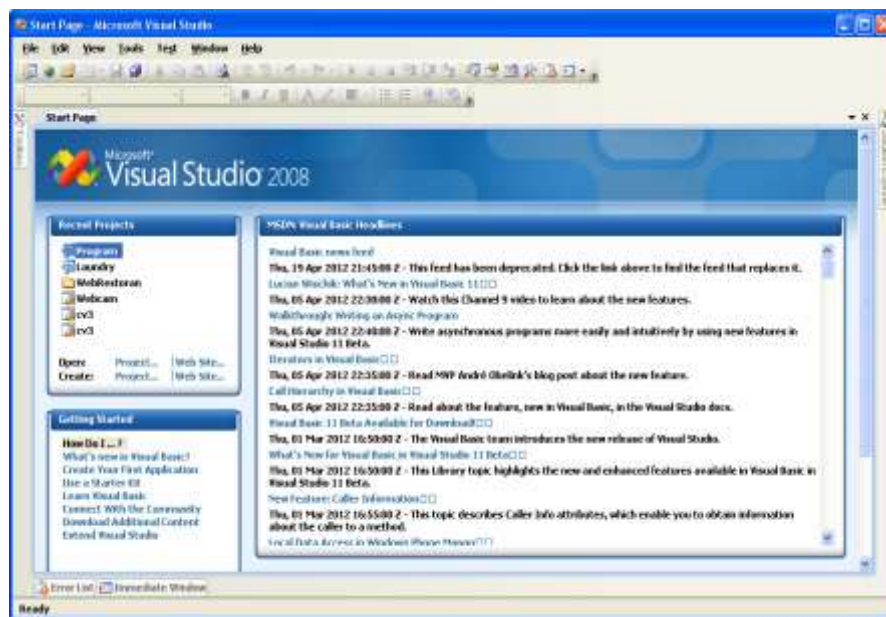 Start Page - Microsoft Visual Studio
File Edit View Tools Test Window Help
Start Page
Microsoft
Visual Studio 2008
Recent Projects
Program
Laundry
WebRestoran
Webcam
cv3
cv3
Open: Project... Web Site...
Create: Project... Web Site...
Getting Started
How Do I ... ?
What's new in Visual Basic?
Create Your First Application
Use a Starter Kit
Learn Visual Basic
Connect With the Community
Download Additional Content
Extend Visual Studio
MSDN: Visual Basic Headlines
Visual Basic news feed
Thu, 19 Apr 2012 21:45:00 Z - This feed has been deprecated. Click the link above to find the feed that replaces it.
Lucian Wischik: What's New in Visual Basic 11
Thu, 05 Apr 2012 22:38:00 Z - Watch this Channel 9 video to learn about the new features.
Walkthrough: Writing an Async Program
Thu, 05 Apr 2012 22:40:00 Z - Write asynchronous programs more easily and intuitively by using new features in
Visual Studio 11 Beta.
Iterators in Visual Basic
Thu, 05 Apr 2012 22:35:00 Z - Read MVP André Obelink's blog post about the new feature.
Call Hierarchy in Visual Basic
Thu, 05 Apr 2012 22:35:00 Z - Read about the feature, new in Visual Basic, in the Visual Studio docs.
Visual Basic 11 Beta Available for Download!
Thu, 01 Mar 2012 16:50:00 Z - The Visual Basic team introduces the new release of Visual Studio.
What's New for Visual Basic in Visual Studio 11 Beta
Thu, 01 Mar 2012 16:50:00 Z - This Library topic highlights the new and enhanced features available in Visual Basic in
Visual Studio 11 Beta.
New Feature: Caller Information
Thu, 01 Mar 2012 16:55:00 Z - This topic describes Caller Info attributes, which enable you to obtain information
about the caller to a method.
Local Data Access in Windows Phone Mango
Error List Immediate Window
Ready